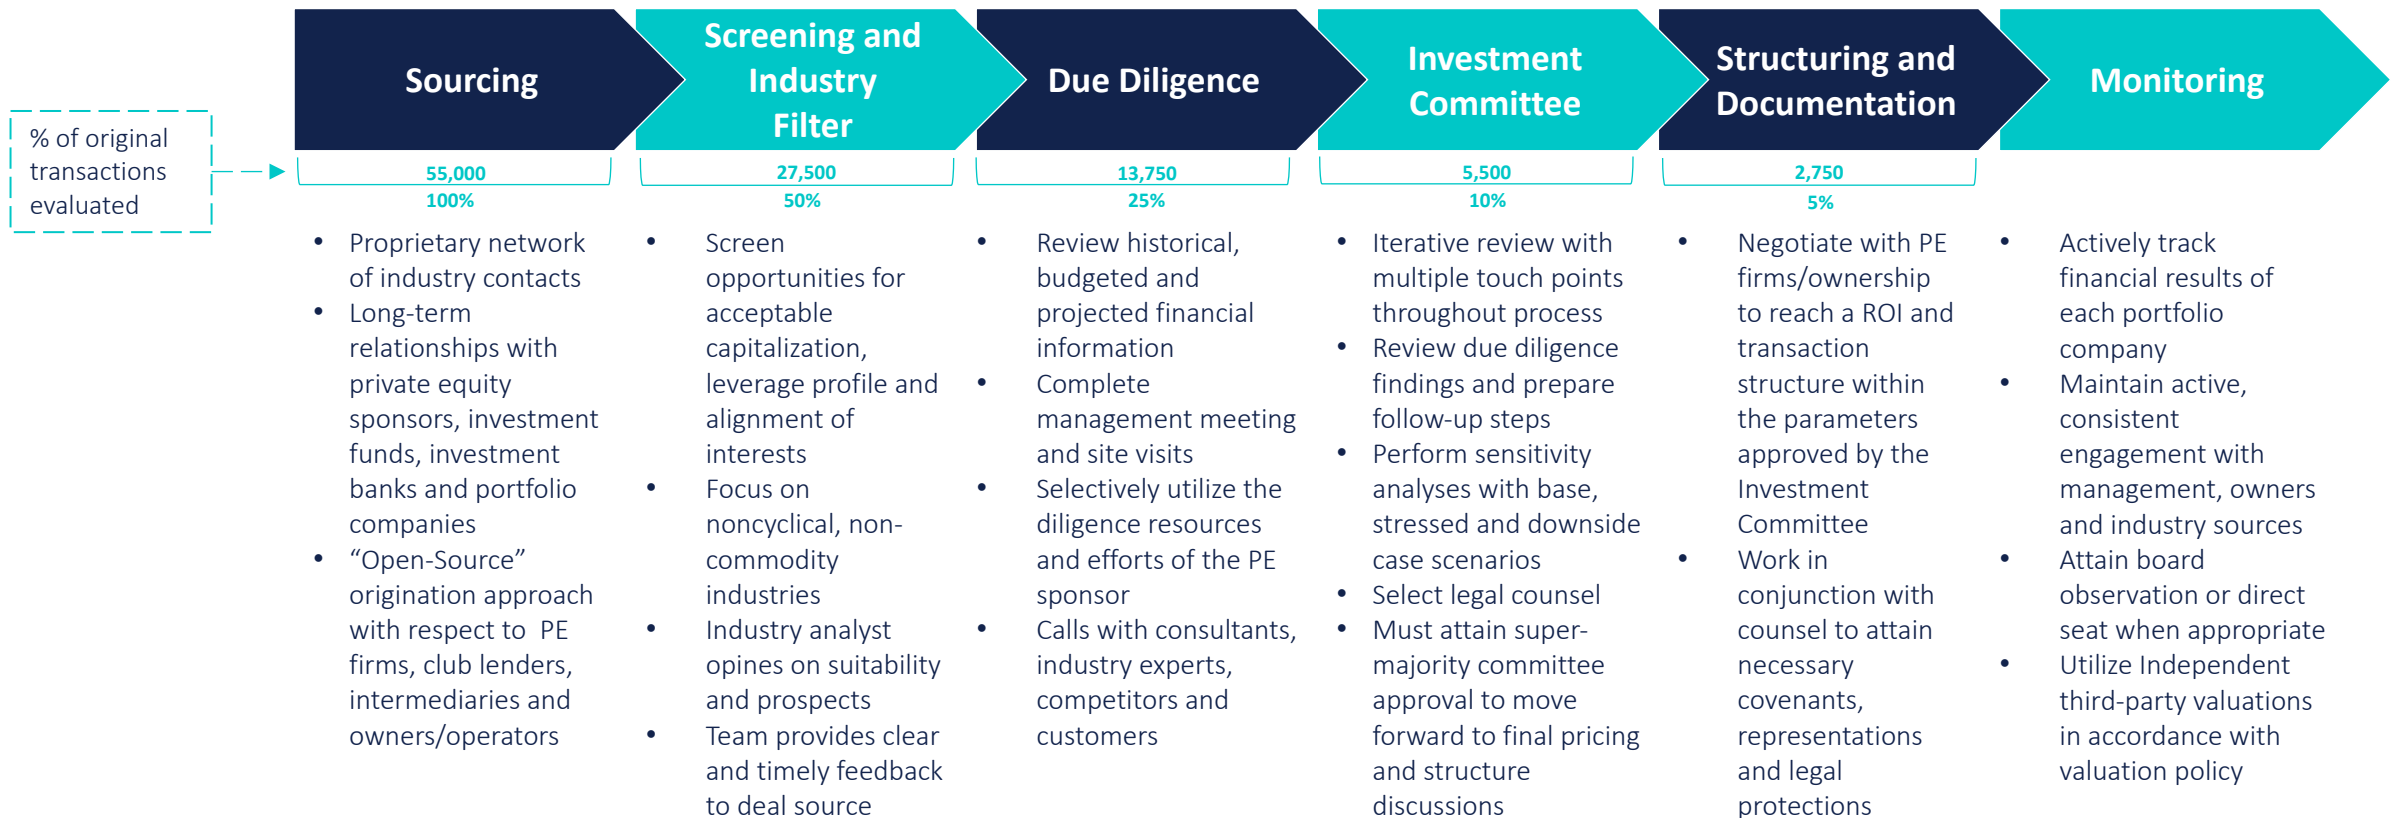 % of original
transactions
evaluated
Sourcing
55,000
100%
• Proprietary network
of industry contacts
• Long-term
relationships with
private equity
sponsors, investment
funds, investment
banks and portfolio
companies
• “Open-Source”
origination approach
with respect to  PE
firms, club lenders,
intermediaries and
owners/operators
Screening and
Industry
Filter
27,500
50%
• Screen
opportunities for
acceptable
capitalization,
leverage profile and
alignment of
interests
• Focus on
noncyclical, non-
commodity
industries
• Industry analyst
opines on suitability
and prospects
• Team provides clear
and timely feedback
to deal source
Due Diligence
13,750
25%
• Review historical,
budgeted and
projected financial
information
• Complete
management meeting
and site visits
• Selectively utilize the
diligence resources
and efforts of the PE
sponsor
• Calls with consultants,
industry experts,
competitors and
customers
Investment
Committee
5,500
10%
• Iterative review with
multiple touch points
throughout process
• Review due diligence
findings and prepare
follow-up steps
• Perform sensitivity
analyses with base,
stressed and downside
case scenarios
• Select legal counsel
• Must attain super-
majority committee
approval to move
forward to final pricing
and structure
discussions
Structuring and
Documentation
2,750
5%
• Negotiate with PE
firms/ownership
to reach a ROI and
transaction
structure within
the parameters
approved by the
Investment
Committee
• Work in
conjunction with
counsel to attain
necessary
covenants,
representations
and legal
protections
Monitoring
• Actively track
financial results of
each portfolio
company
• Maintain active,
consistent
engagement with
management, owners
and industry sources
• Attain board
observation or direct
seat when appropriate
• Utilize Independent
third-party valuations
in accordance with
valuation policy